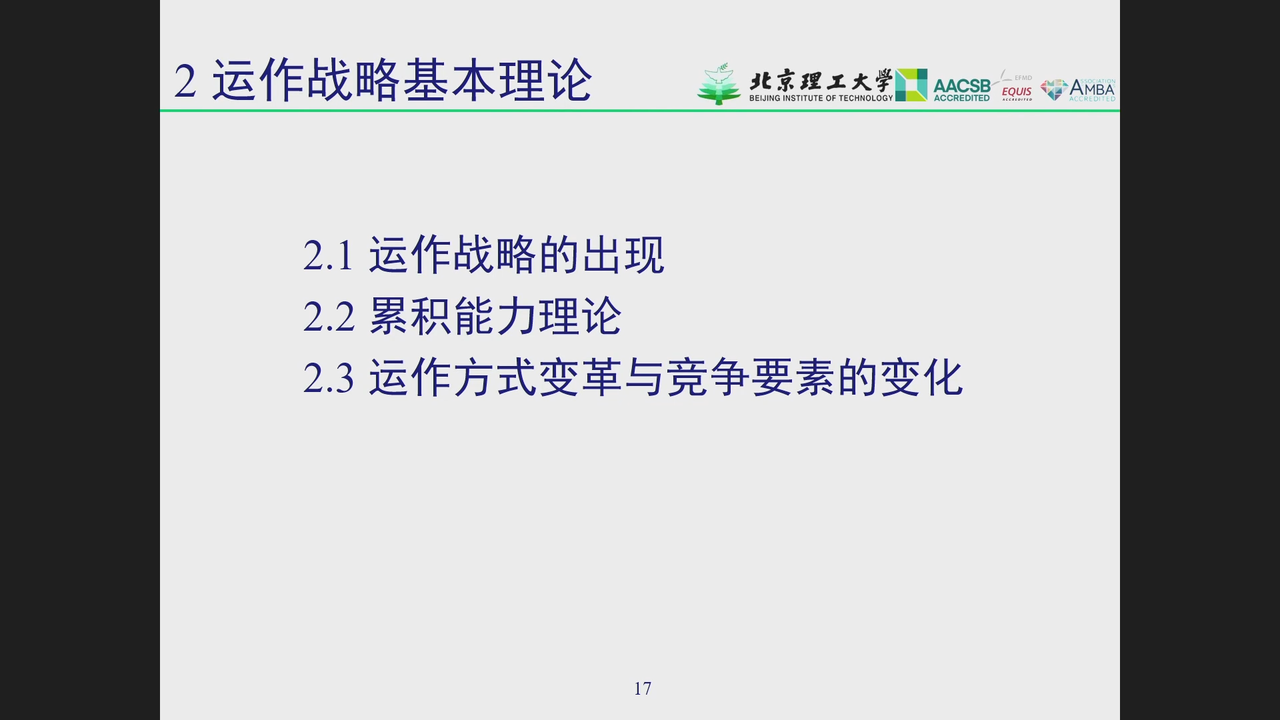 2 运作战略基本理论
北京理工大学
BEIJING INSTITUTE OF TECHNOLOGY
AACSB
ACCREDITED
EFMD
EQUIS
ACCREDITED
ASSOCIATION
AMBA
ACCREDITED
2.1 运作战略的出现
2.2 累积能力理论
2.3 运作方式变革与竞争要素的变化
17